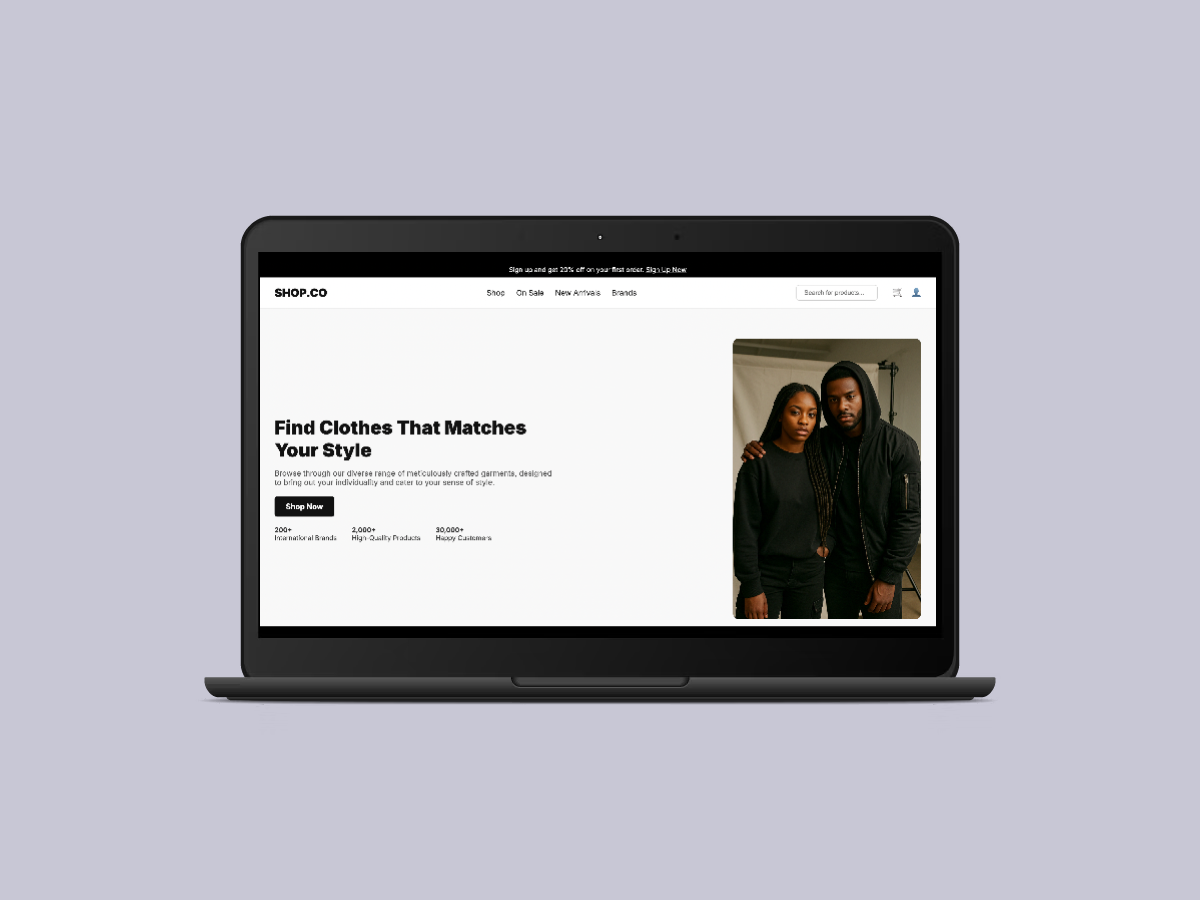 Sign up and get 20% off on your first order. Sign Up Now
SHOP.CO
Shop On Sale New Arrivals Brands
Search for products...
Find Clothes That Matches
Your Style
Browse through our diverse range of meticulously crafted garments, designed
to bring out your individuality and cater to your sense of style.
Shop Now
200+ 2,000+ 30,000+
International Brands High-Quality Products Happy Customers